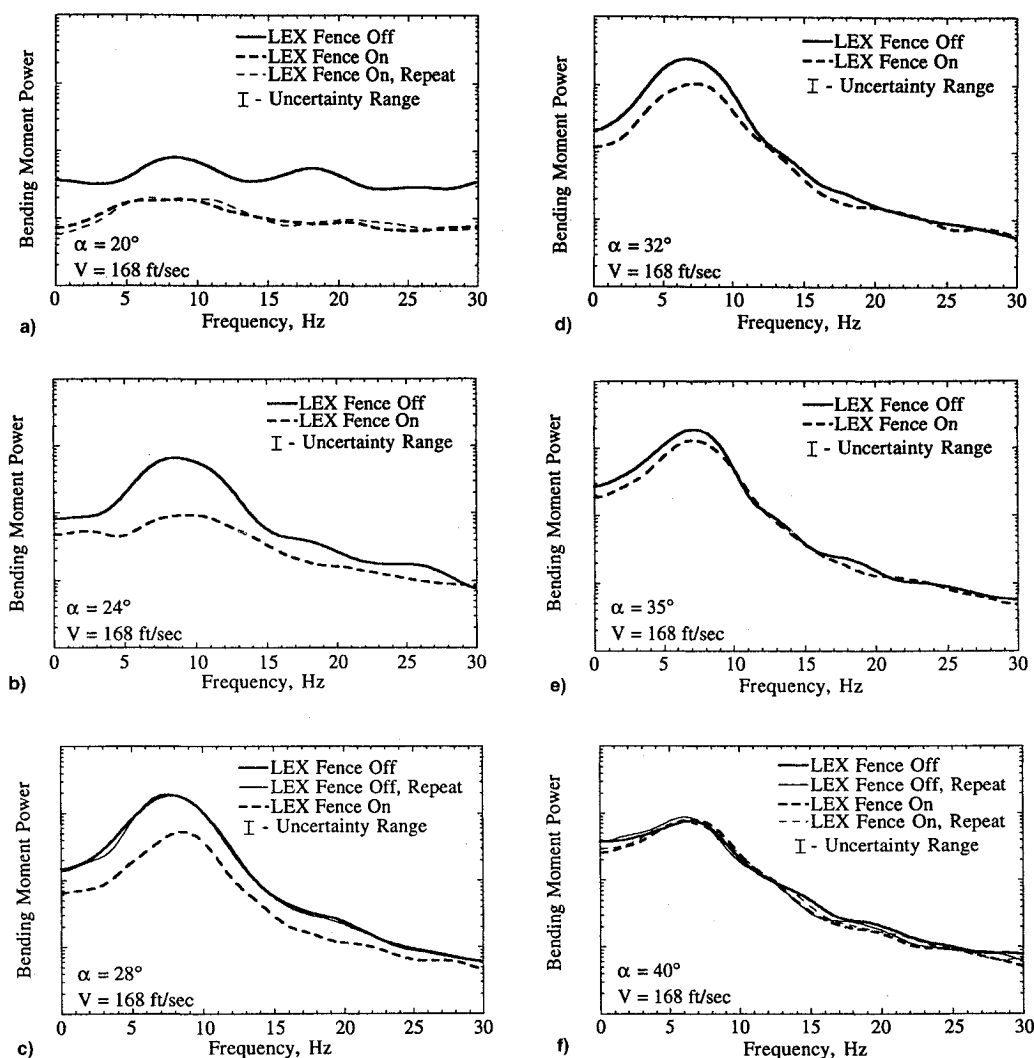 LEX Fence Off
LEX Fence On
LEX Fence On, Repeat
I - Uncertainty Range
Bending Moment Power
α = 20°
V = 168 ft/sec
0 5 10 15 20 25 30
Frequency, Hz
a)
LEX Fence Off
LEX Fence On
I - Uncertainty Range
Bending Moment Power
α = 24°
V = 168 ft/sec
0 5 10 15 20 25 30
Frequency, Hz
b)
LEX Fence Off
LEX Fence Off, Repeat
LEX Fence On
I - Uncertainty Range
Bending Moment Power
α = 28°
V = 168 ft/sec
0 5 10 15 20 25 30
Frequency, Hz
c)
LEX Fence Off
LEX Fence On
I - Uncertainty Range
Bending Moment Power
α = 32°
V = 168 ft/sec
0 5 10 15 20 25 30
Frequency, Hz
d)
LEX Fence Off
LEX Fence On
I - Uncertainty Range
Bending Moment Power
α = 35°
V = 168 ft/sec
0 5 10 15 20 25 30
Frequency, Hz
e)
LEX Fence Off
LEX Fence Off, Repeat
LEX Fence On
LEX Fence On, Repeat
I - Uncertainty Range
Bending Moment Power
α = 40°
V = 168 ft/sec
0 5 10 15 20 25 30
Frequency, Hz
f)